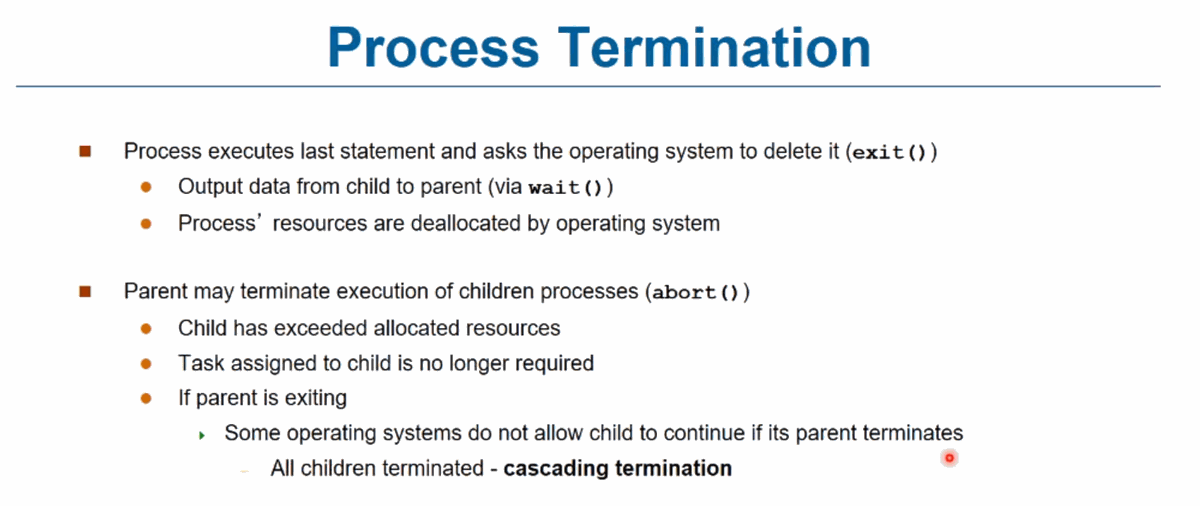 Process Termination
Process executes last statement and asks the operating system to delete it (exit())
Output data from child to parent (via wait())
Process’ resources are deallocated by operating system
Parent may terminate execution of children processes (abort())
Child has exceeded allocated resources
Task assigned to child is no longer required
If parent is exiting
Some operating systems do not allow child to continue if its parent terminates
All children terminated - cascading termination